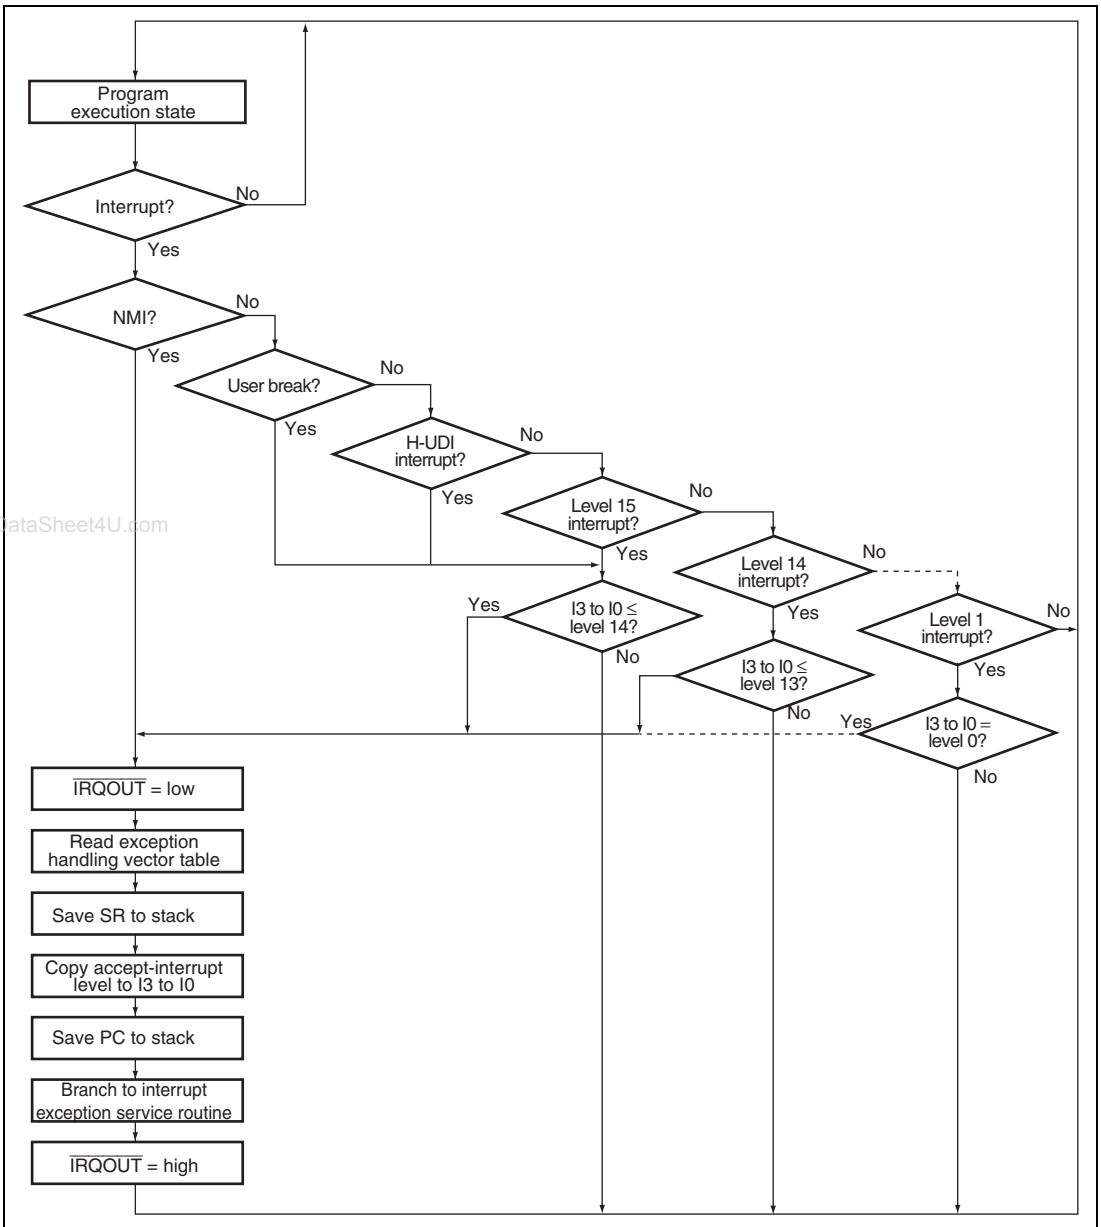 Program
execution state
Interrupt?
No
Yes
NMI?
No
Yes
User break?
No
Yes
H-UDI
interrupt?
No
Yes
Level 15
interrupt?
No
Yes
Level 14
interrupt?
No
Yes
Level 1
interrupt?
No
Yes
I3 to I0 ≤
level 14?
Yes
No
I3 to I0 ≤
level 13?
No
I3 to I0 =
level 0?
Yes
No
ataSheet4U.com
IRQOUT = low
Read exception
handling vector table
Save SR to stack
Copy accept-interrupt
level to I3 to I0
Save PC to stack
Branch to interrupt
exception service routine
IRQOUT = high